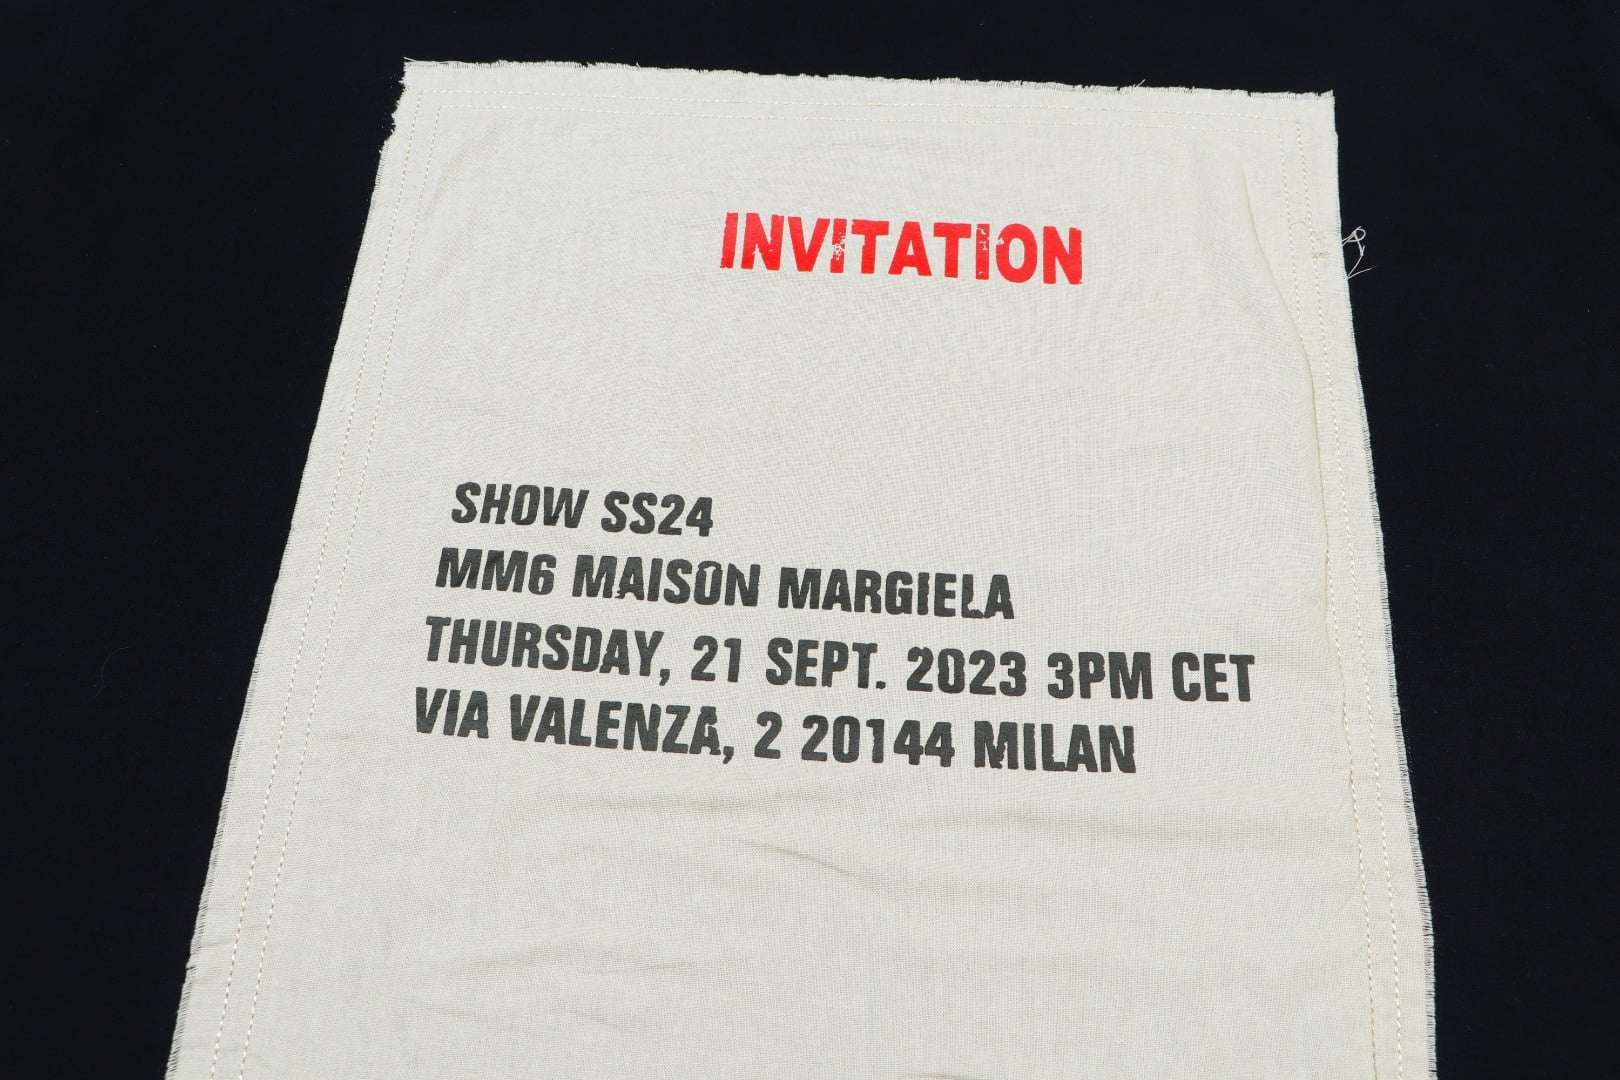 INVITATION
SHOW SS24
MM6 MAISON MARGIELA
THURSDAY, 21 SEPT. 2023 3PM CET
VIA VALENZA, 2 20144 MILAN